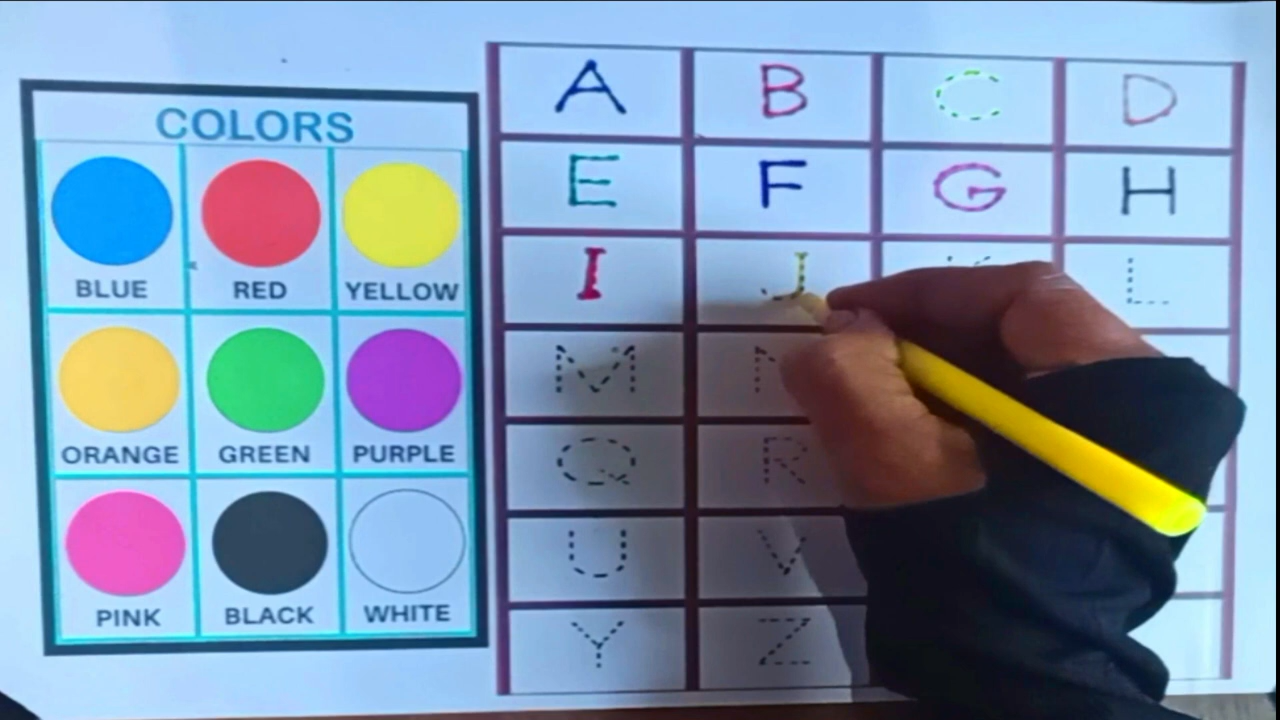 COLORS
BLUE RED YELLOW
ORANGE GREEN PURPLE
PINK BLACK WHITE
A B C D
E F G H
I J L
M N
Q R
U V
Y Z